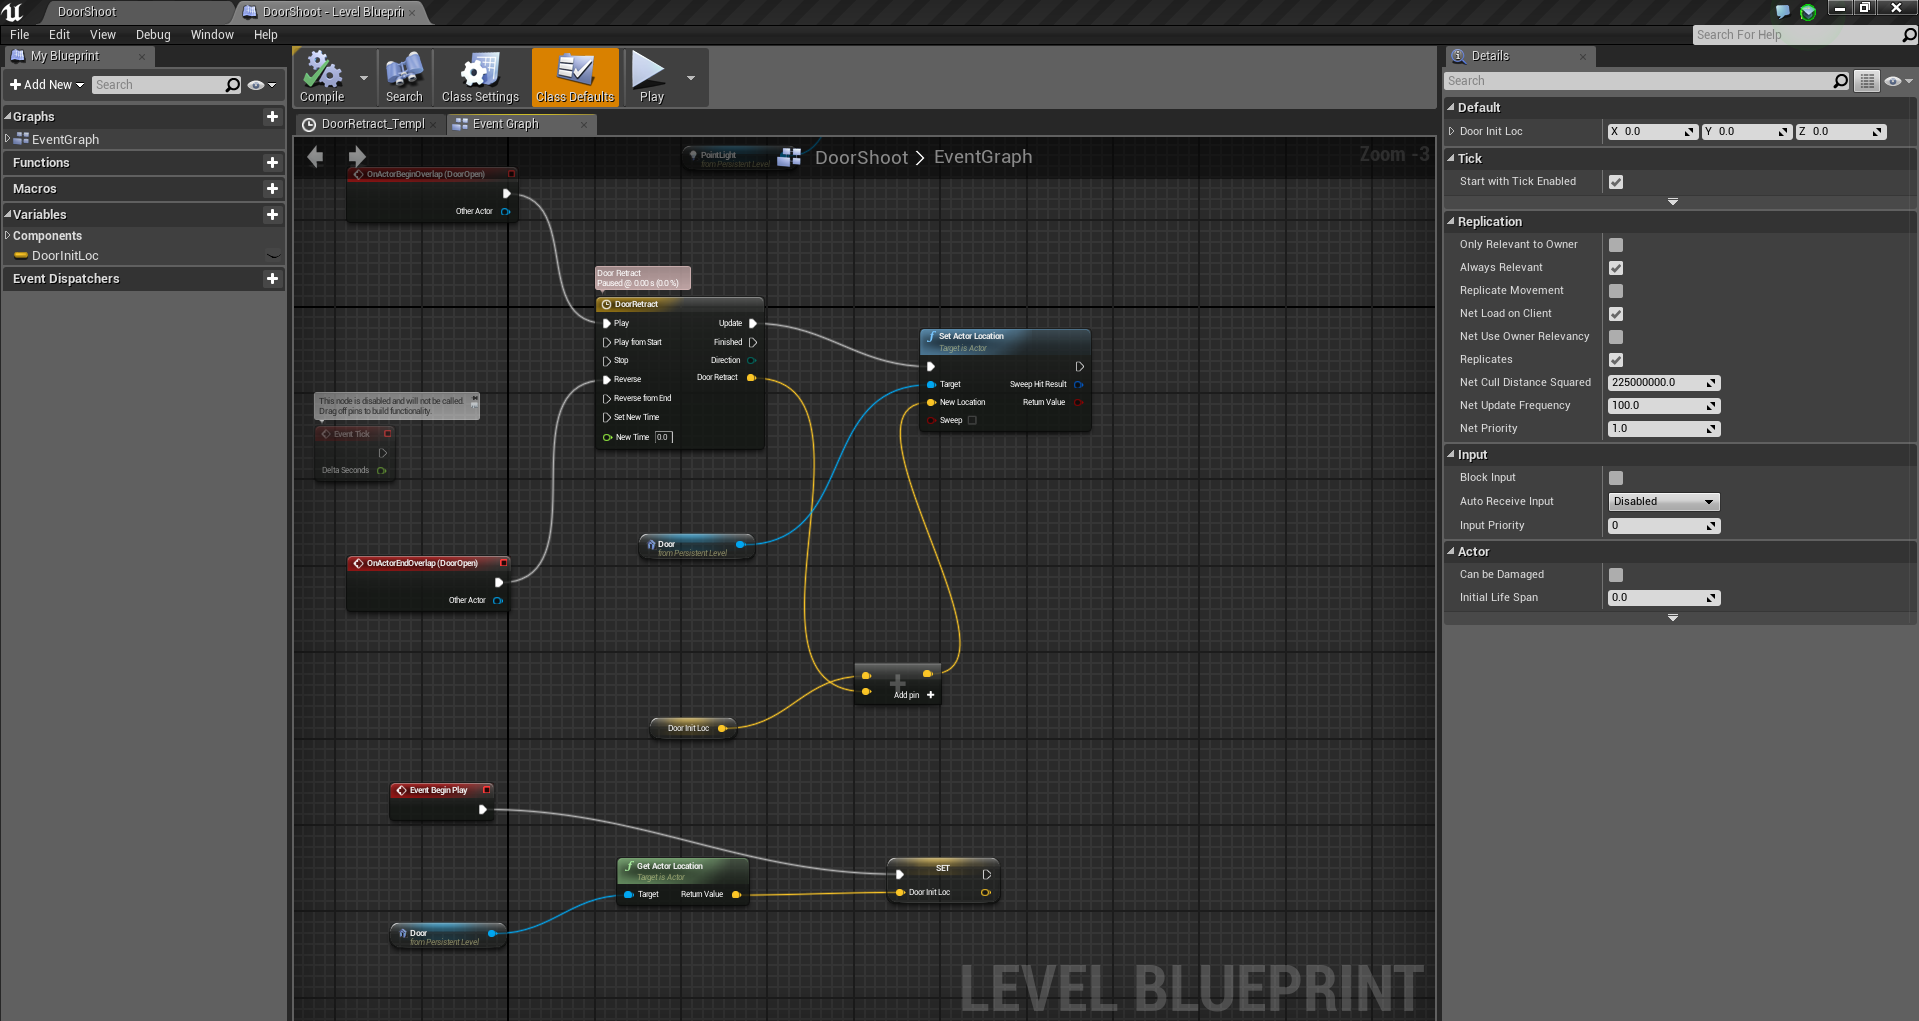 DoorShoot
DoorShoot - Level Blueprin
File Edit View Debug Window Help
Search For Help
My Blueprint
Add New
Search
Graphs
EventGraph
Functions
Macros
Variables
Components
DoorInitLoc
Event Dispatchers
Compile
Search
Class Settings
Class Defaults
Play
DoorRetract_Templ
Event Graph
DoorShoot > EventGraph
Zoom -3
PointLight
from Persistent Level
OnActorBeginOverlap (DoorOpen)
Other Actor
Door Retract
Paused @ 0.00 s (0.0 %)
DoorRetract
Play
Update
Play from Start
Finished
Stop
Direction
Reverse
Door Retract
Reverse from End
Set New Time
New Time 0.0
Set Actor Location
Target is Actor
Target
Sweep Hit Result
New Location
Return Value
Sweep
This node is disabled and will not be called.
Drag off pins to build functionality.
Event Tick
Delta Seconds
Door
from Persistent Level
OnActorEndOverlap (DoorOpen)
Other Actor
Add pin
Door Init Loc
Event Begin Play
Get Actor Location
Target is Actor
Target
Return Value
SET
Door Init Loc
Door
from Persistent Level
LEVEL BLUEPRINT
Details
Search
Default
Door Init Loc X 0.0 Y 0.0 Z 0.0
Tick
Start with Tick Enabled
Replication
Only Relevant to Owner
Always Relevant
Replicate Movement
Net Load on Client
Net Use Owner Relevancy
Replicates
Net Cull Distance Squared 225000000.0
Net Update Frequency 100.0
Net Priority 1.0
Input
Block Input
Auto Receive Input Disabled
Input Priority 0
Actor
Can be Damaged
Initial Life Span 0.0